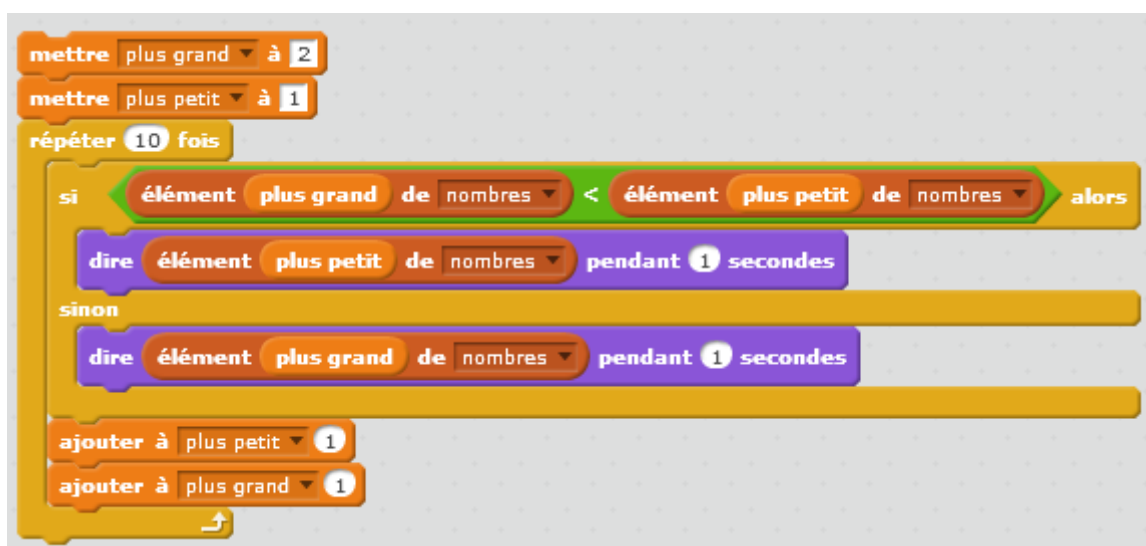 mettre plus grand à 2
mettre plus petit à 1
répéter 10 fois
si élément plus grand de nombres < élément plus petit de nombres alors
dire élément plus petit de nombres pendant 1 secondes
sinon
dire élément plus grand de nombres pendant 1 secondes
ajouter à plus petit 1
ajouter à plus grand 1